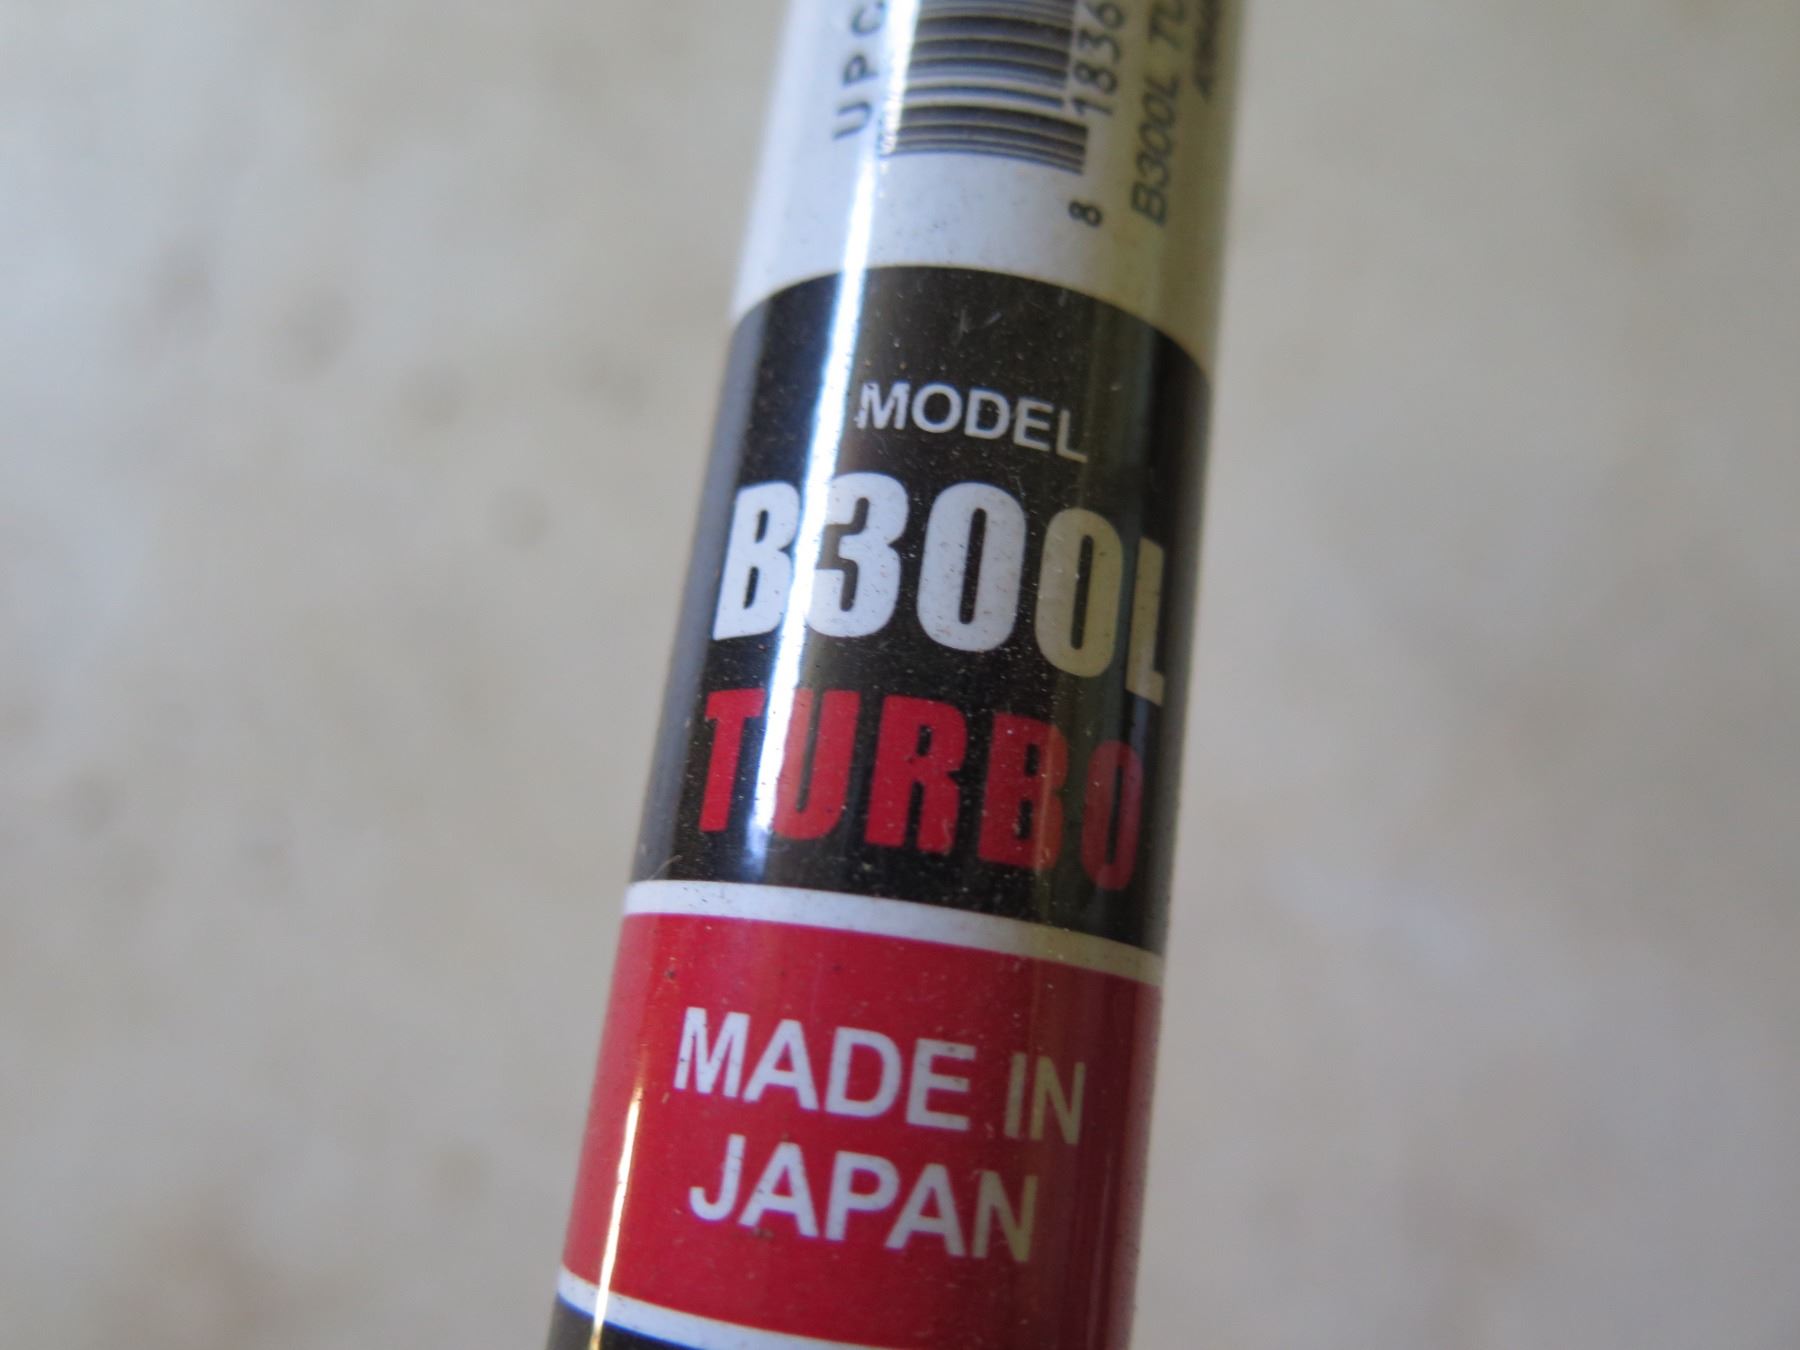 UPC
8 1836
B300L
MODEL
B300L
TURBO
MADE IN
JAPAN